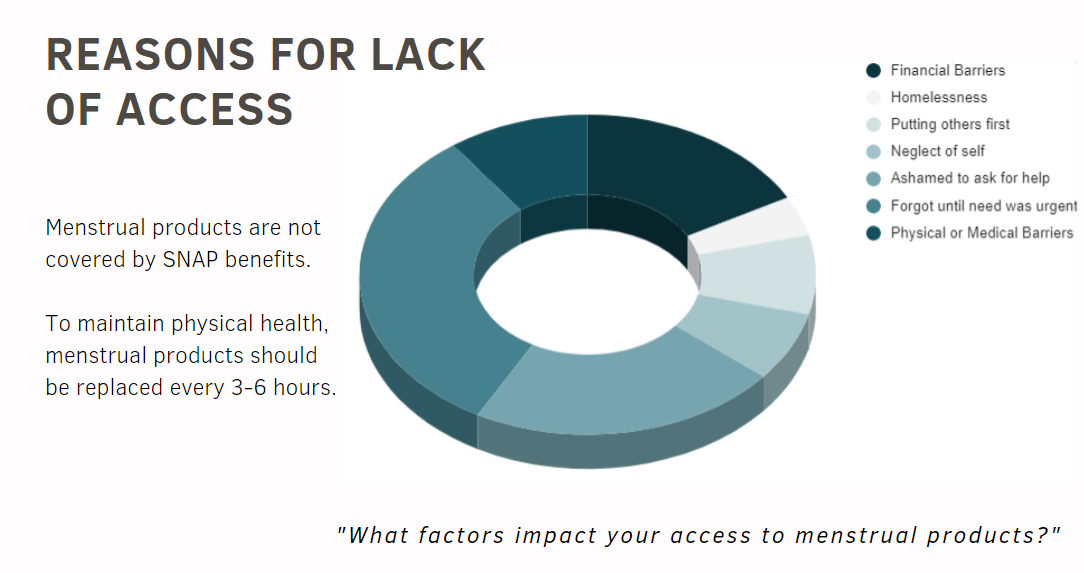 REASONS FOR LACK
OF ACCESS
Menstrual products are not
covered by SNAP benefits.
To maintain physical health,
menstrual products should
be replaced every 3-6 hours.
Financial Barriers
Homelessness
Putting others first
Neglect of self
Ashamed to ask for help
Forgot until need was urgent
Physical or Medical Barriers
"What factors impact your access to menstrual products?"